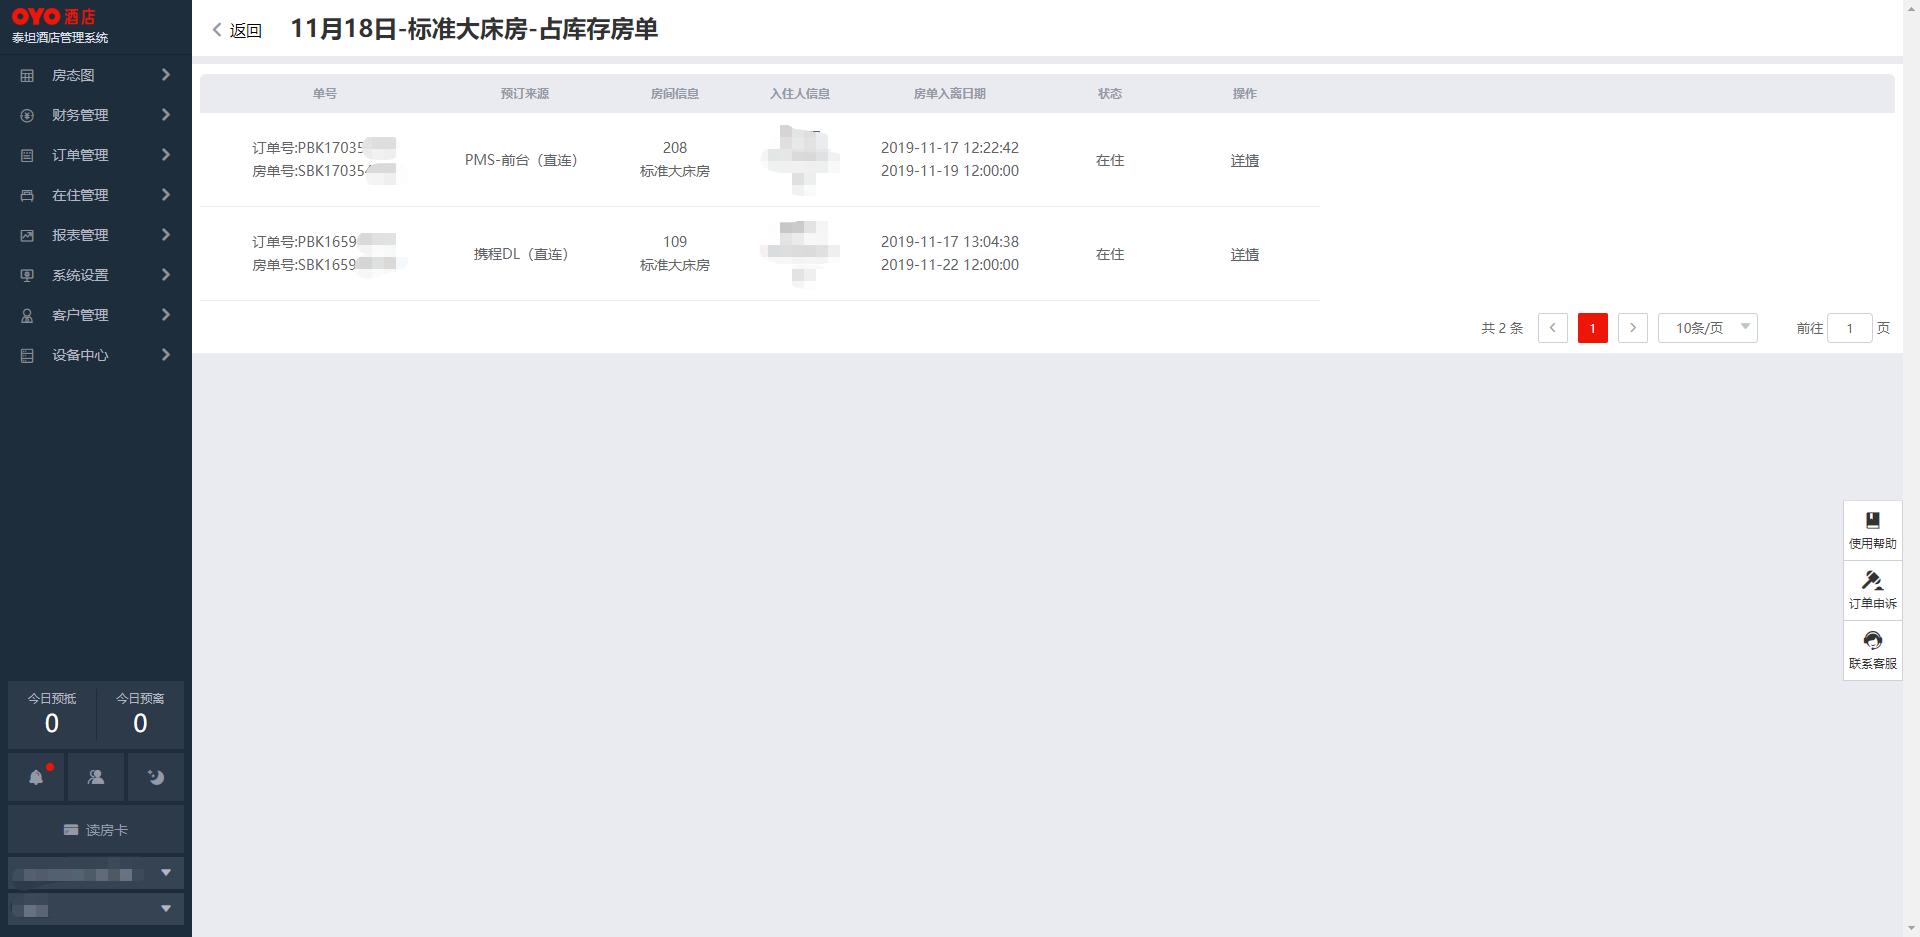 OYO 酒店
泰坦酒店管理系统
房态图
财务管理
订单管理
在住管理
报表管理
系统设置
客户管理
设备中心
今日预抵 今日预离
0 0
读房卡
返回 11月18日-标准大床房-占库存房单
单号 预订来源 房间信息 入住人信息 房单入离日期 状态 操作
订单号:PBK17035 PMS-前台（直连） 208 2019-11-17 12:22:42 在住 详情
房单号:SBK17035 标准大床房 2019-11-19 12:00:00
订单号:PBK1659 携程DL（直连） 109 2019-11-17 13:04:38 在住 详情
房单号:SBK1659 标准大床房 2019-11-22 12:00:00
共 2 条 1 10条/页 前往 1 页
使用帮助
订单申诉
联系客服